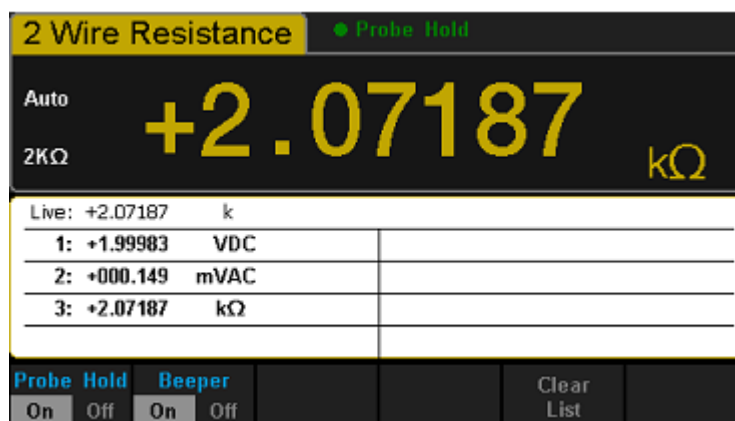 2 Wire Resistance
Probe Hold
Auto
+2.07187
2KΩ
kΩ
Live: +2.07187 k
1: +1.99983 VDC
2: +000.149 mVAC
3: +2.07187 kΩ
Probe Hold Beeper Clear
On Off On Off List